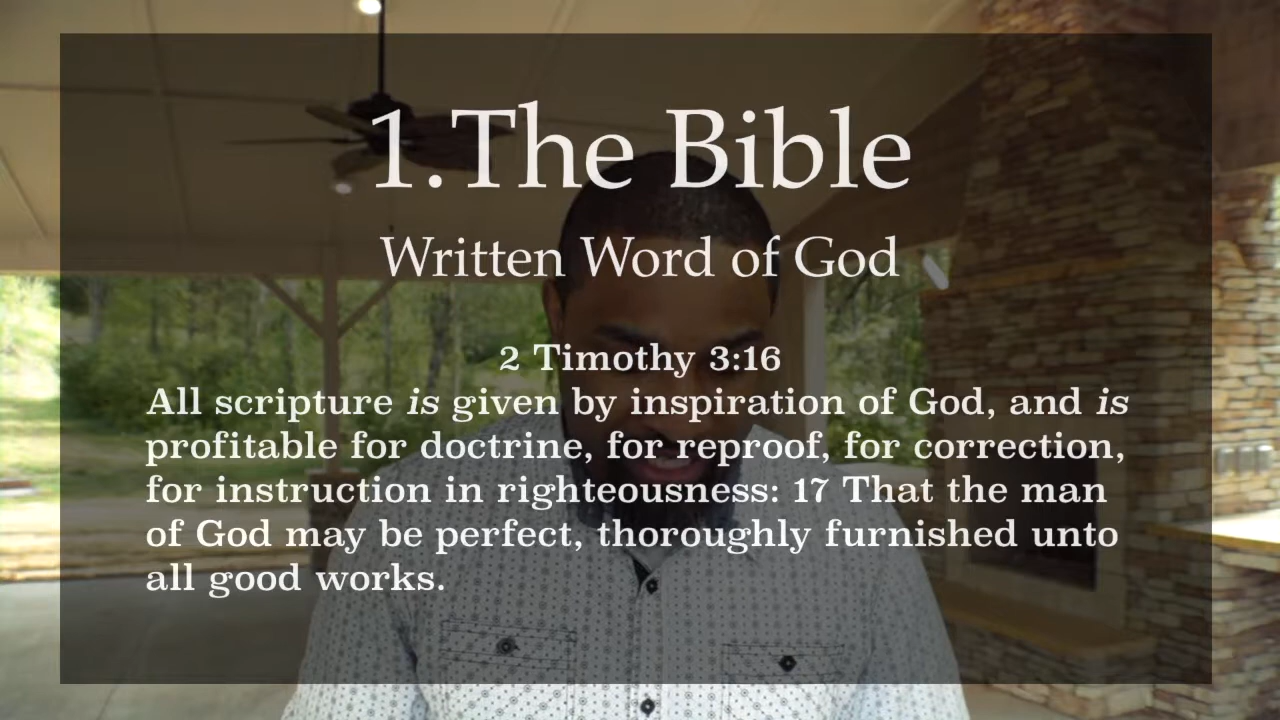 1.The Bible
Written Word of God
2 Timothy 3:16
All scripture is given by inspiration of God, and is
profitable for doctrine, for reproof, for correction,
for instruction in righteousness: 17 That the man
of God may be perfect, thoroughly furnished unto
all good works.